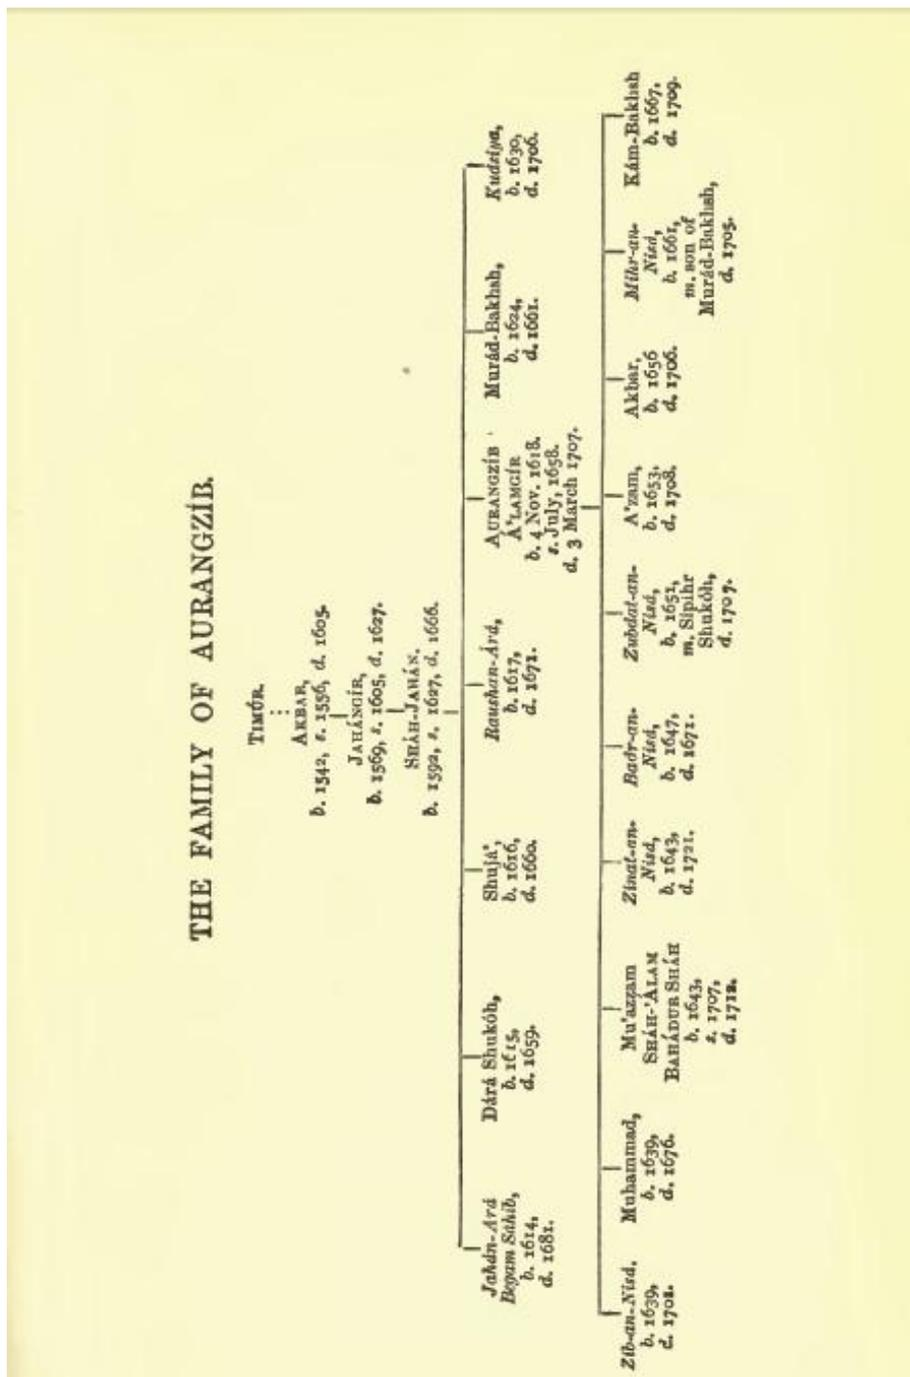 THE FAMILY OF AURANGZÍB.
TIMÚR.
AKBAR,
b. 1542, s. 1556, d. 1605.
JAHÁNGÍR,
b. 1569, s. 1605, d. 1627.
SHÁH-JAHÁN.
b. 1592, s. 1627, d. 1666.
Jahán-Ará
Begam Sáhib,
b. 1614,
d. 1681.
Dárá Shukóh,
b. 1615,
d. 1659.
Shujá',
b. 1616,
d. 1660.
Raushan-Árá,
b. 1617,
d. 1671.
AURANGZÍB
Á'LAMGÍR
b. 4 Nov. 1618.
s. July, 1658.
d. 3 March 1707.
Murád-Bakhsh,
b. 1624,
d. 1661.
Kudsiya,
b. 1630,
d. 1706.
Zíb-an-Nisá.
b. 1639,
d. 1702.
Muhammad,
b. 1639,
d. 1676.
Mu'azzam
SHÁH-'ÁLAM
BAHÁDUR SHÁH
b. 1643,
s. 1707,
d. 1712.
Zínat-an-
Nisá,
b. 1643,
d. 1721.
Badr-an-
Nisá,
b. 1647,
d. 1671.
Zubdat-an-
Nisá,
b. 1651,
m. Sipihr
Shukóh,
d. 1707.
A'zam,
b. 1653,
d. 1708.
Akbar,
b. 1656
d. 1706.
Mihr-an-
Nisá,
b. 1661,
m. son of
Murád-Bakhsh,
d. 1705.
Kám-Bakhsh
b. 1667,
d. 1709.